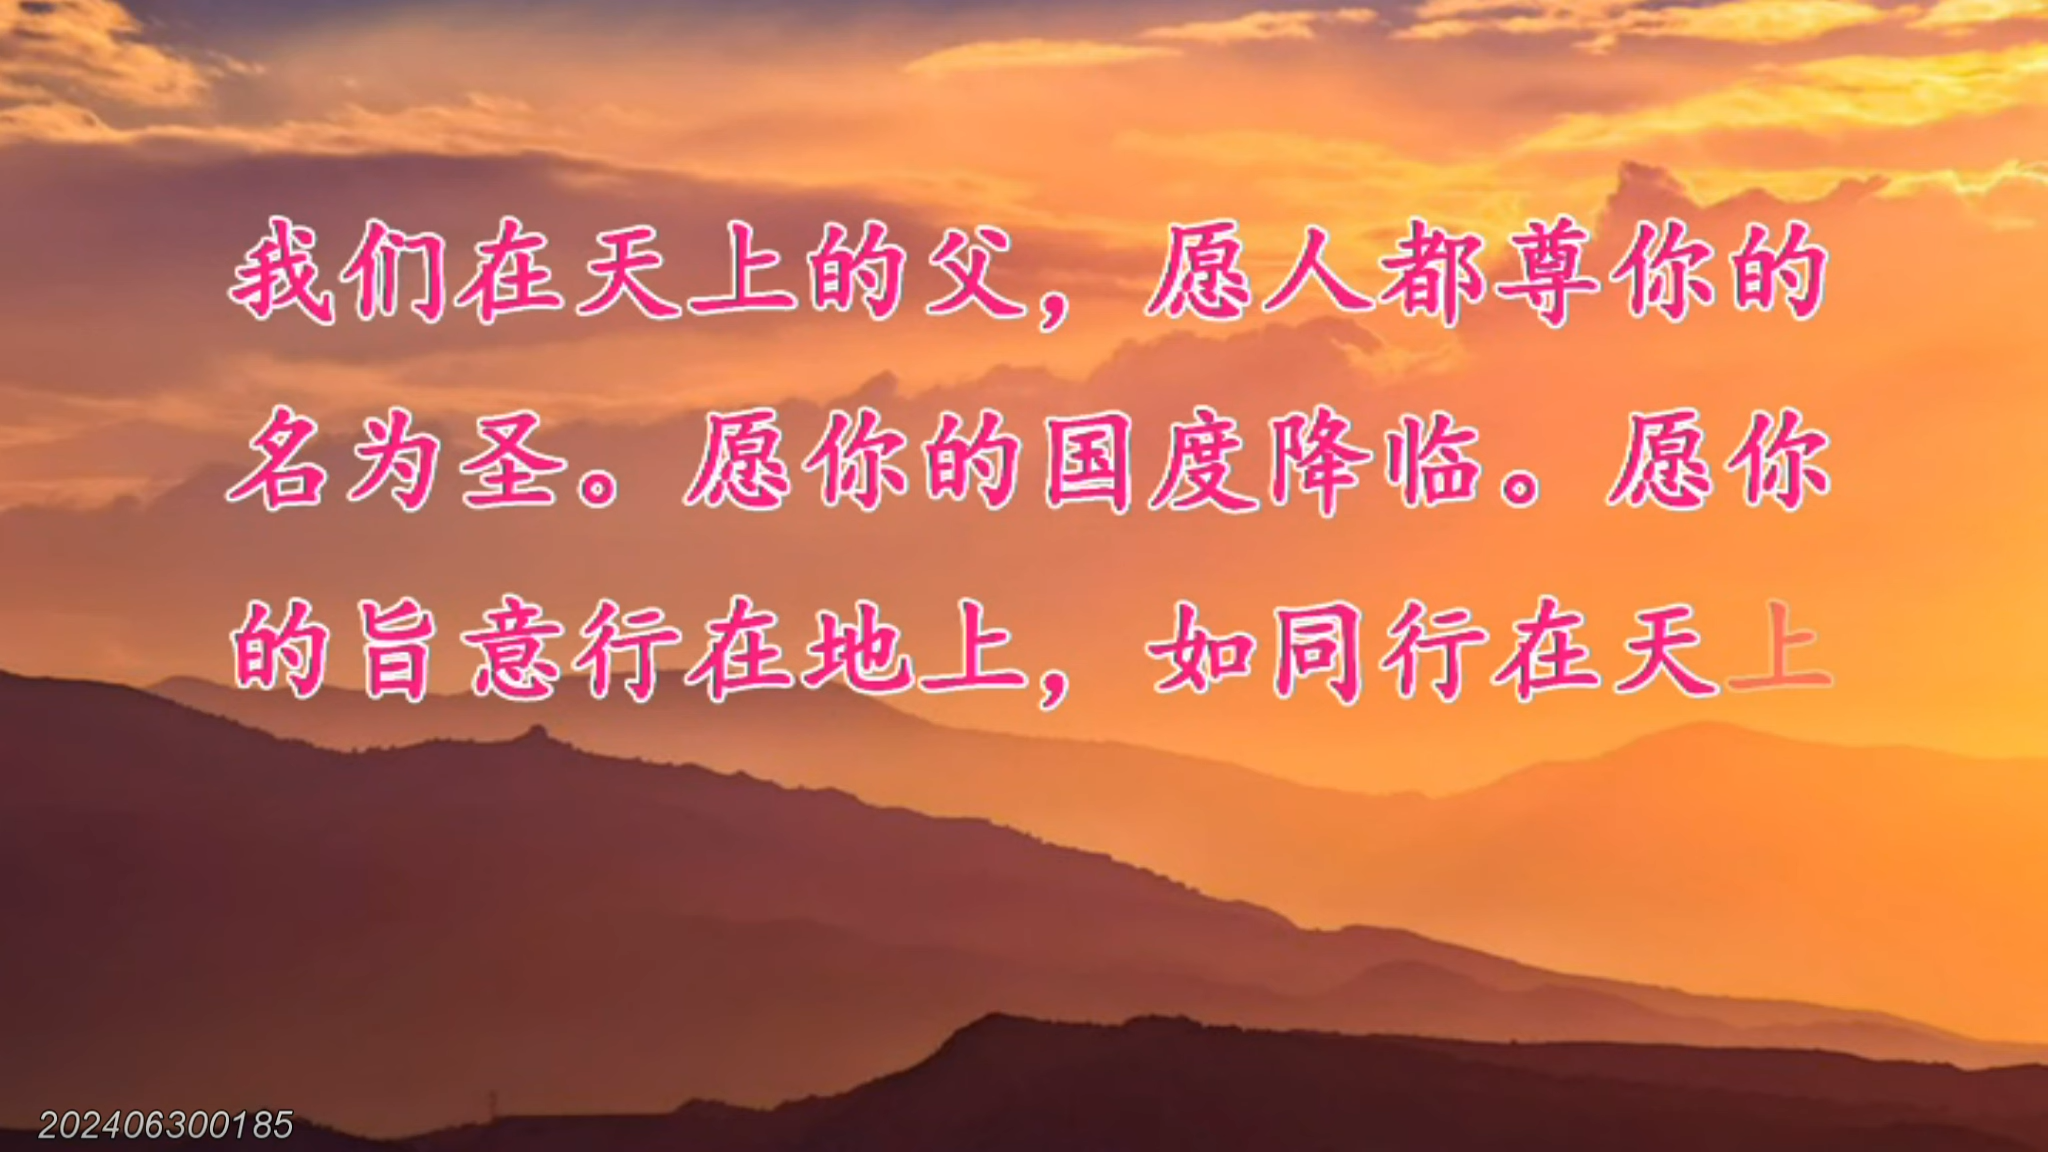 我们在天上的父，愿人都尊你的
名为圣。愿你的国度降临。愿你
的旨意行在地上，如同行在天上
202406300185